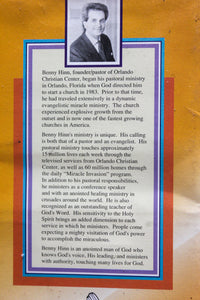 Benny Hinn, founder/pastor of Orlando
Christian Center, began his pastoral ministry
in Orlando, Florida when God directed him
to start a church in 1983. Prior to that time,
he had traveled extensively in a dynamic
evangelistic miracle ministry. The church
experienced explosive growth from the
outset and is now one of the fastest growing
churches in America.
Benny Hinn's ministry is unique. His calling
is both that of a pastor and an evangelist. His
pastoral ministry touches approximately
15 million lives each week through the
televised services from Orlando Christian
Center, as well as 60 million homes through
the daily "Miracle Invasion" program.
In addition to his pastoral responsibilities,
he ministers as a conference speaker
and with an anointed healing ministry in
crusades around the world. He is also
recognized as an outstanding teacher of
God's Word. His sensitivity to the Holy
Spirit brings an added dimension to each
service in which he ministers. People come
expecting a mighty visitation of God's power
to accomplish the miraculous.
Benny Hinn is an anointed man of God who
knows God's voice, His leading, and ministers
with authority, touching many lives for God.